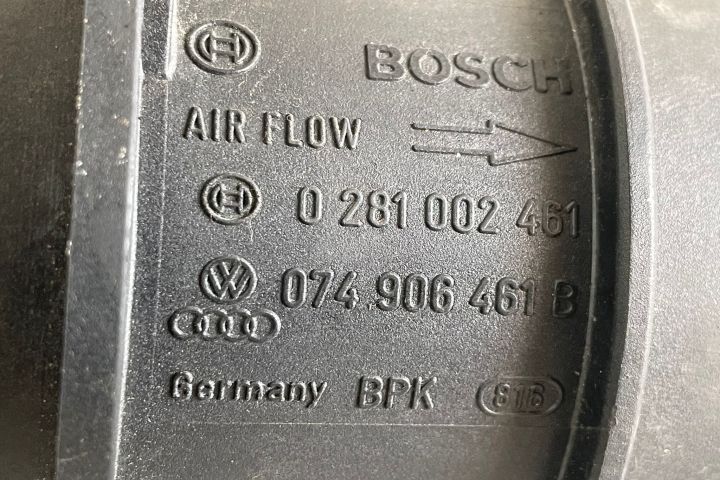 BOSCH
AIR FLOW
0 281 002 461
074 906 461 B
Germany BPK 816